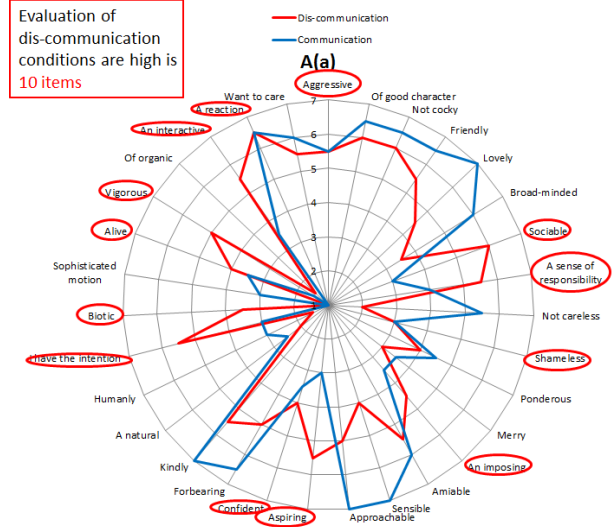 Evaluation of
dis-communication
conditions are high is
10 items
Dis-communication
Communication
A(a)
Aggressive
Of good character
Not cocky
Friendly
Lovely
Broad-minded
Sociable
A sense of
responsibility
Not careless
Shameless
Ponderous
Merry
An imposing
Amiable
Sensible
Approachable
Aspiring
Confident
Forbearing
Kindly
A natural
Humanly
I have the intention
Biotic
Sophisticated
motion
Alive
Vigorous
Of organic
An interactive
A reaction
Want to care
7
6
5
4
3
2
1